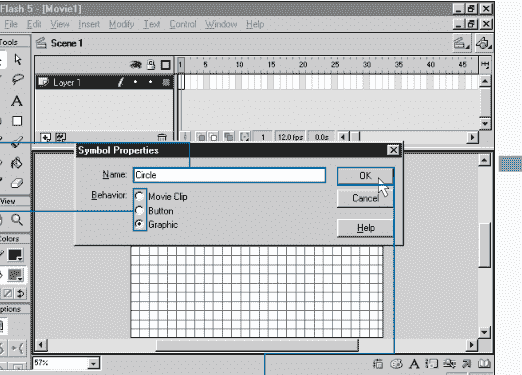 Flash 5 - [Movie1]
File Edit View Insert Modify Text Control Window Help
Tools
Scene 1
1 5 10 15 20 25 30 35 40 45
Layer 1
A
1 12.0 fps 0.0s
Symbol Properties
Name: Circle OK
Behavior: Movie Clip Cancel
Button
Graphic Help
View
Colors
ptions
57%